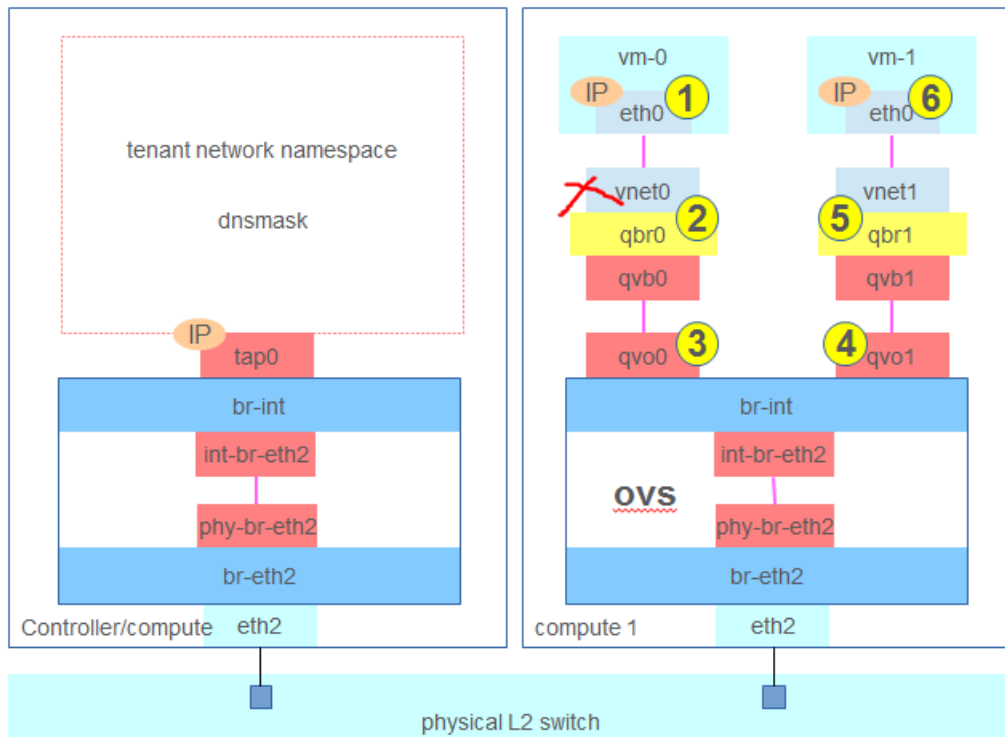 tenant network namespace
dnsmask
IP
tap0
br-int
int-br-eth2
phy-br-eth2
br-eth2
Controller/compute
eth2
vm-0
IP
eth0
1
vnet0
2
qbr0
qvb0
qvo0
3
vm-1
IP
eth0
6
vnet1
5
qbr1
qvb1
4
qvo1
br-int
int-br-eth2
ovs
phy-br-eth2
br-eth2
compute 1
eth2
physical L2 switch